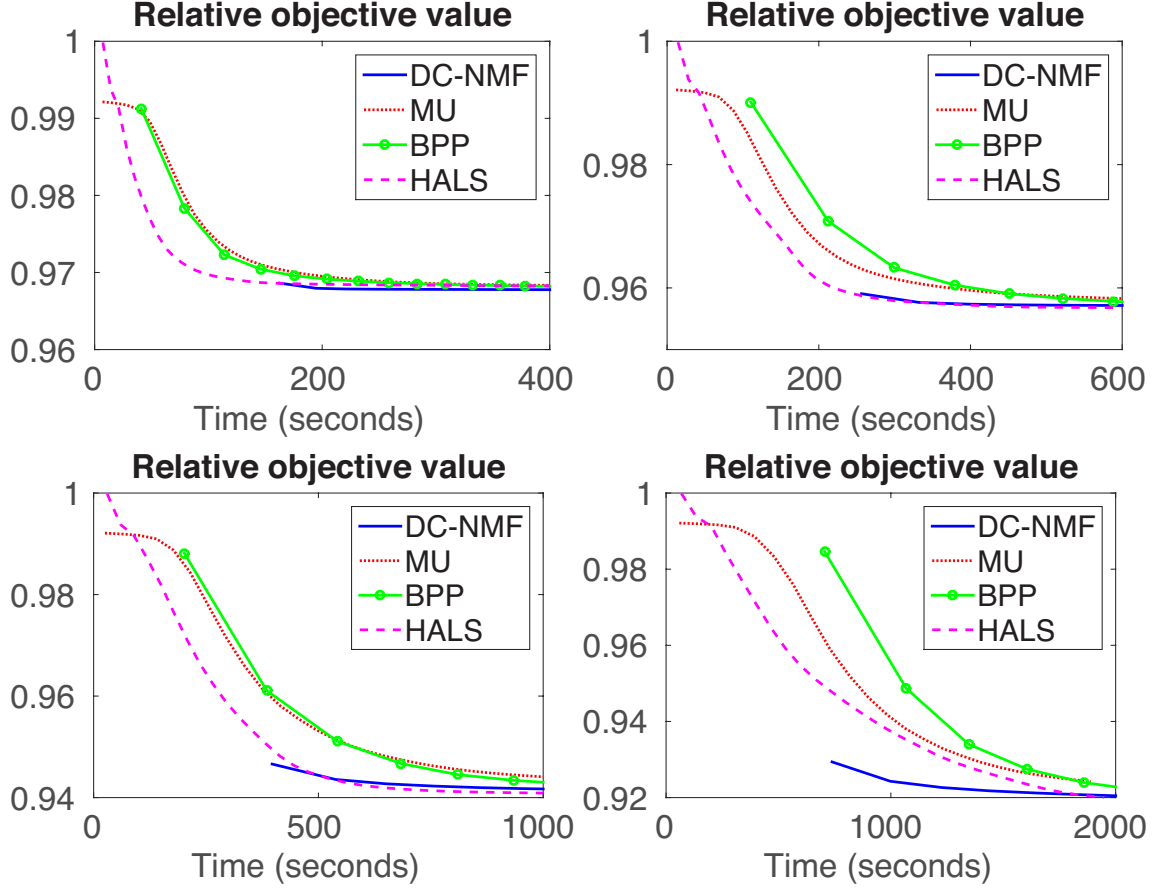 Relative objective value
1
0.99
0.98
0.97
0.96
0
200
400
Time (seconds)
DC-NMF
MU
BPP
HALS
Relative objective value
1
0.98
0.96
0
200
400
600
Time (seconds)
DC-NMF
MU
BPP
HALS
Relative objective value
1
0.98
0.96
0.94
0
500
1000
Time (seconds)
DC-NMF
MU
BPP
HALS
Relative objective value
1
0.98
0.96
0.94
0.92
0
1000
2000
Time (seconds)
DC-NMF
MU
BPP
HALS